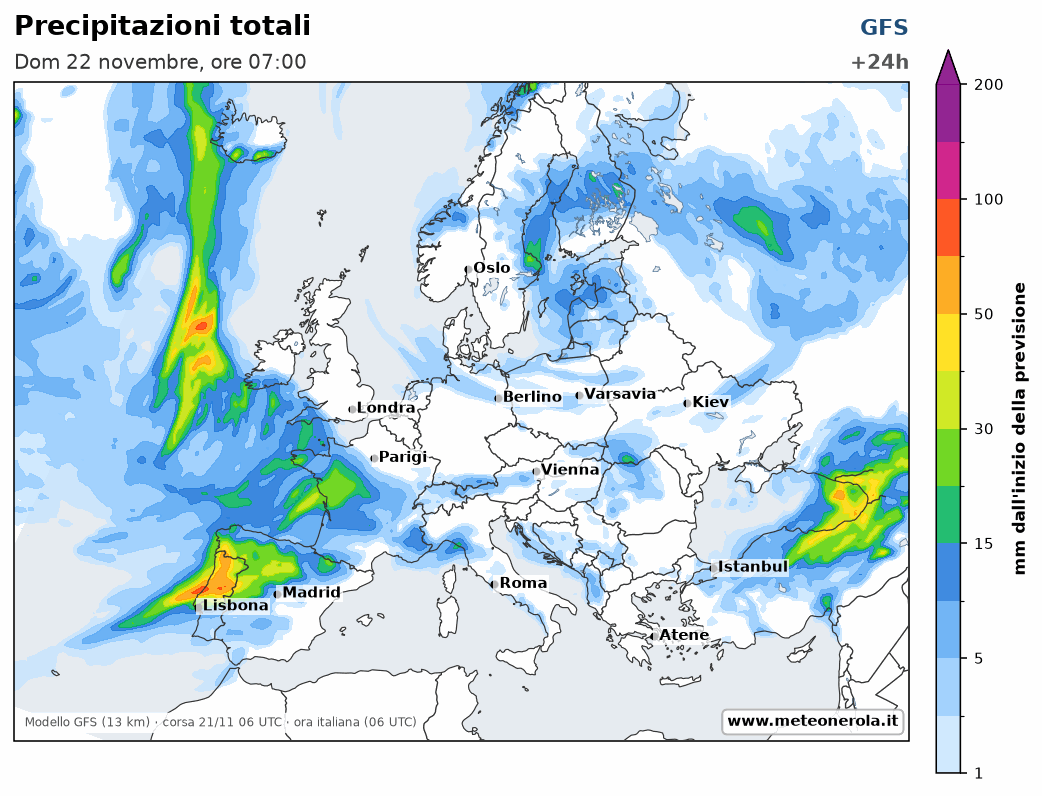 Precipitazioni totali
GFS
Dom 22 novembre, ore 07:00
+24h
200
100
50
30
15
5
1
mm dall'inizio della previsione
Oslo
Berlino
Varsavia
Kiev
Londra
Parigi
Vienna
Istanbul
Roma
Madrid
Lisbona
Atene
Modello GFS (13 km) · corsa 21/11 06 UTC · ora italiana (06 UTC)
www.meteonerola.it